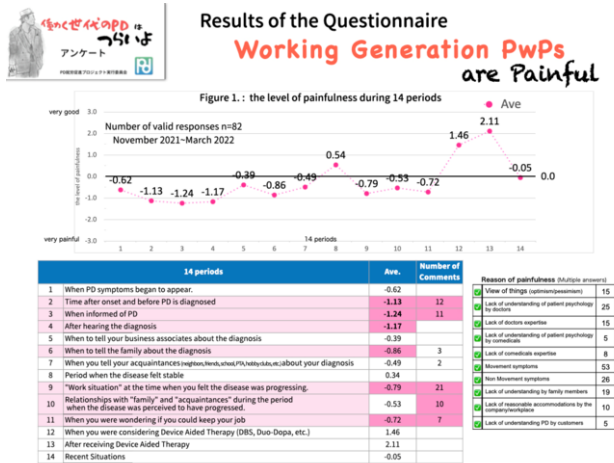 働く世代のPDは
つらいよ
アンケート
Results of the Questionnaire
Working Generation PwPs
are Painful
Figure 1. : the level of painfulness during 14 periods
Ave
very good
the level of painfulness
very painful
3.0
2.0
1.0
0.0
-1.0
-2.0
-3.0
Number of valid responses n=82
November 2021~March 2022
-0.62
-1.13
-1.24
-1.17
-0.39
-0.86
-0.49
0.54
-0.79
-0.53
-0.72
1.46
2.11
-0.05
0.0
1 2 3 4 5 6 7 8 9 10 11 12 13 14
14 periods
14 periods Ave. Number of Comments
1 When PD symptoms began to appear. -0.62
2 Time after onset and before PD is diagnosed -1.13 12
3 When informed of PD -1.24 11
4 After hearing the diagnosis -1.17
5 When to tell your business associates about the diagnosis -0.39
6 When to tell the family about the diagnosis -0.86 3
7 When you tell your acquaintances (neighbors, friends, school, PTA, hobby clubs, etc.) about your diagnosis -0.49 2
8 Period when the disease felt stable 0.34
9 "Work situation" at the time when you felt the disease was progressing. -0.79 21
10 Relationships with "family" and "acquaintances" during the period
when the disease was perceived to have progressed. -0.53 10
11 When you were wondering if you could keep your job -0.72 7
12 When you were considering Device Aided Therapy (DBS, Duo-Dopa, etc.) 1.46
13 After receiving Device Aided Therapy 2.11
14 Recent Situations -0.05
Reason of painfulness (Multiple answers)
View of things (optimism/pessimism) 15
Lack of understanding of patient psychology
by doctors 25
Lack of doctors expertise 15
Lack of understanding of patient psychology
by comedicals 5
Lack of comedicals expertise 8
Movement symptoms 53
Non Movement symptoms 26
Lack of understanding by family members 19
Lack of reasonable accommodations by the
company/workplace 10
Lack of understanding PD by customers 5